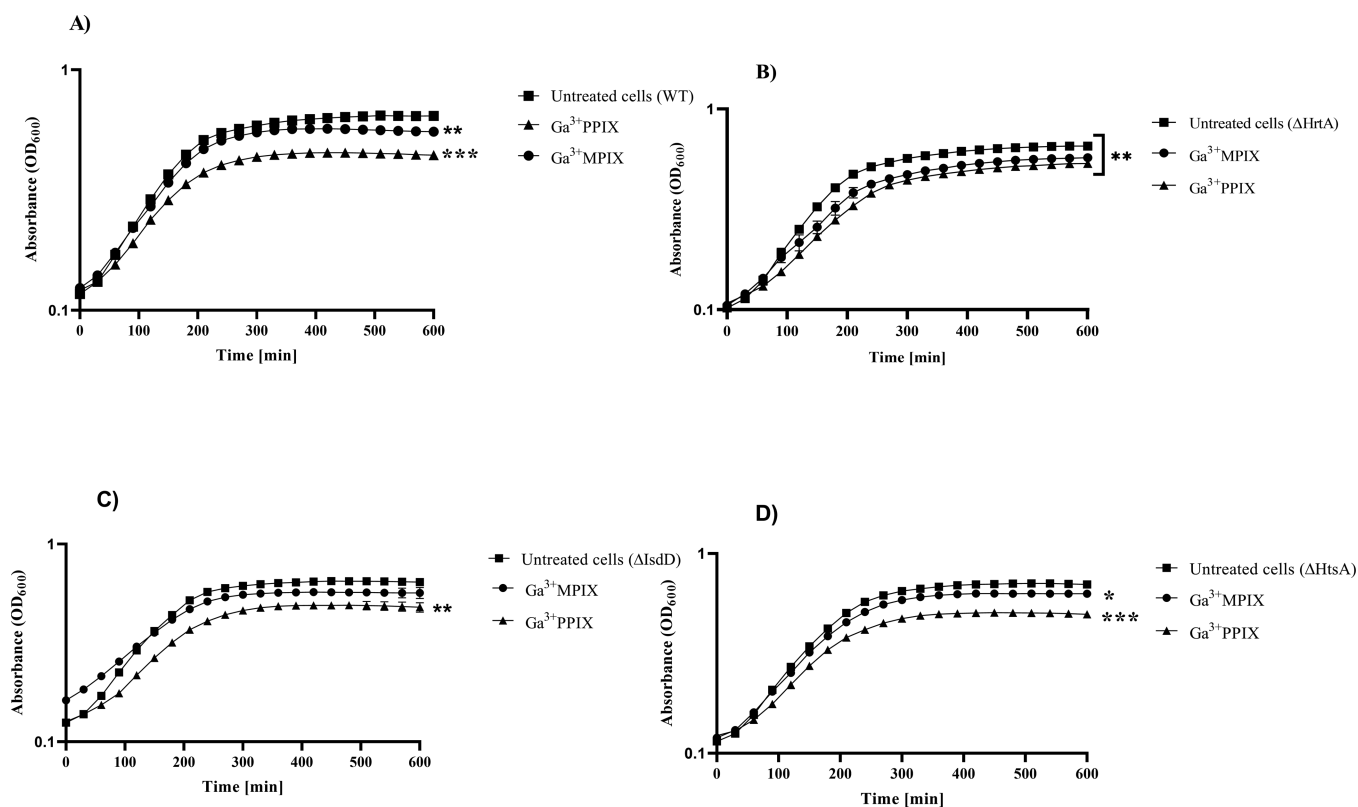 A)
1
0.1
Absorbance (OD600)
0 100 200 300 400 500 600
Time [min]
Untreated cells (WT)
Ga3+PPIX
Ga3+MPIX
**
***
B)
1
0.1
Absorbance (OD600)
0 100 200 300 400 500 600
Time [min]
Untreated cells (ΔHrtA)
Ga3+MPIX
Ga3+PPIX
**
C)
1
0.1
Absorbance (OD600)
0 100 200 300 400 500 600
Time [min]
Untreated cells (ΔIsdD)
Ga3+MPIX
Ga3+PPIX
**
D)
1
0.1
Absorbance (OD600)
0 100 200 300 400 500 600
Time [min]
Untreated cells (ΔHtsA)
Ga3+MPIX
Ga3+PPIX
*
***